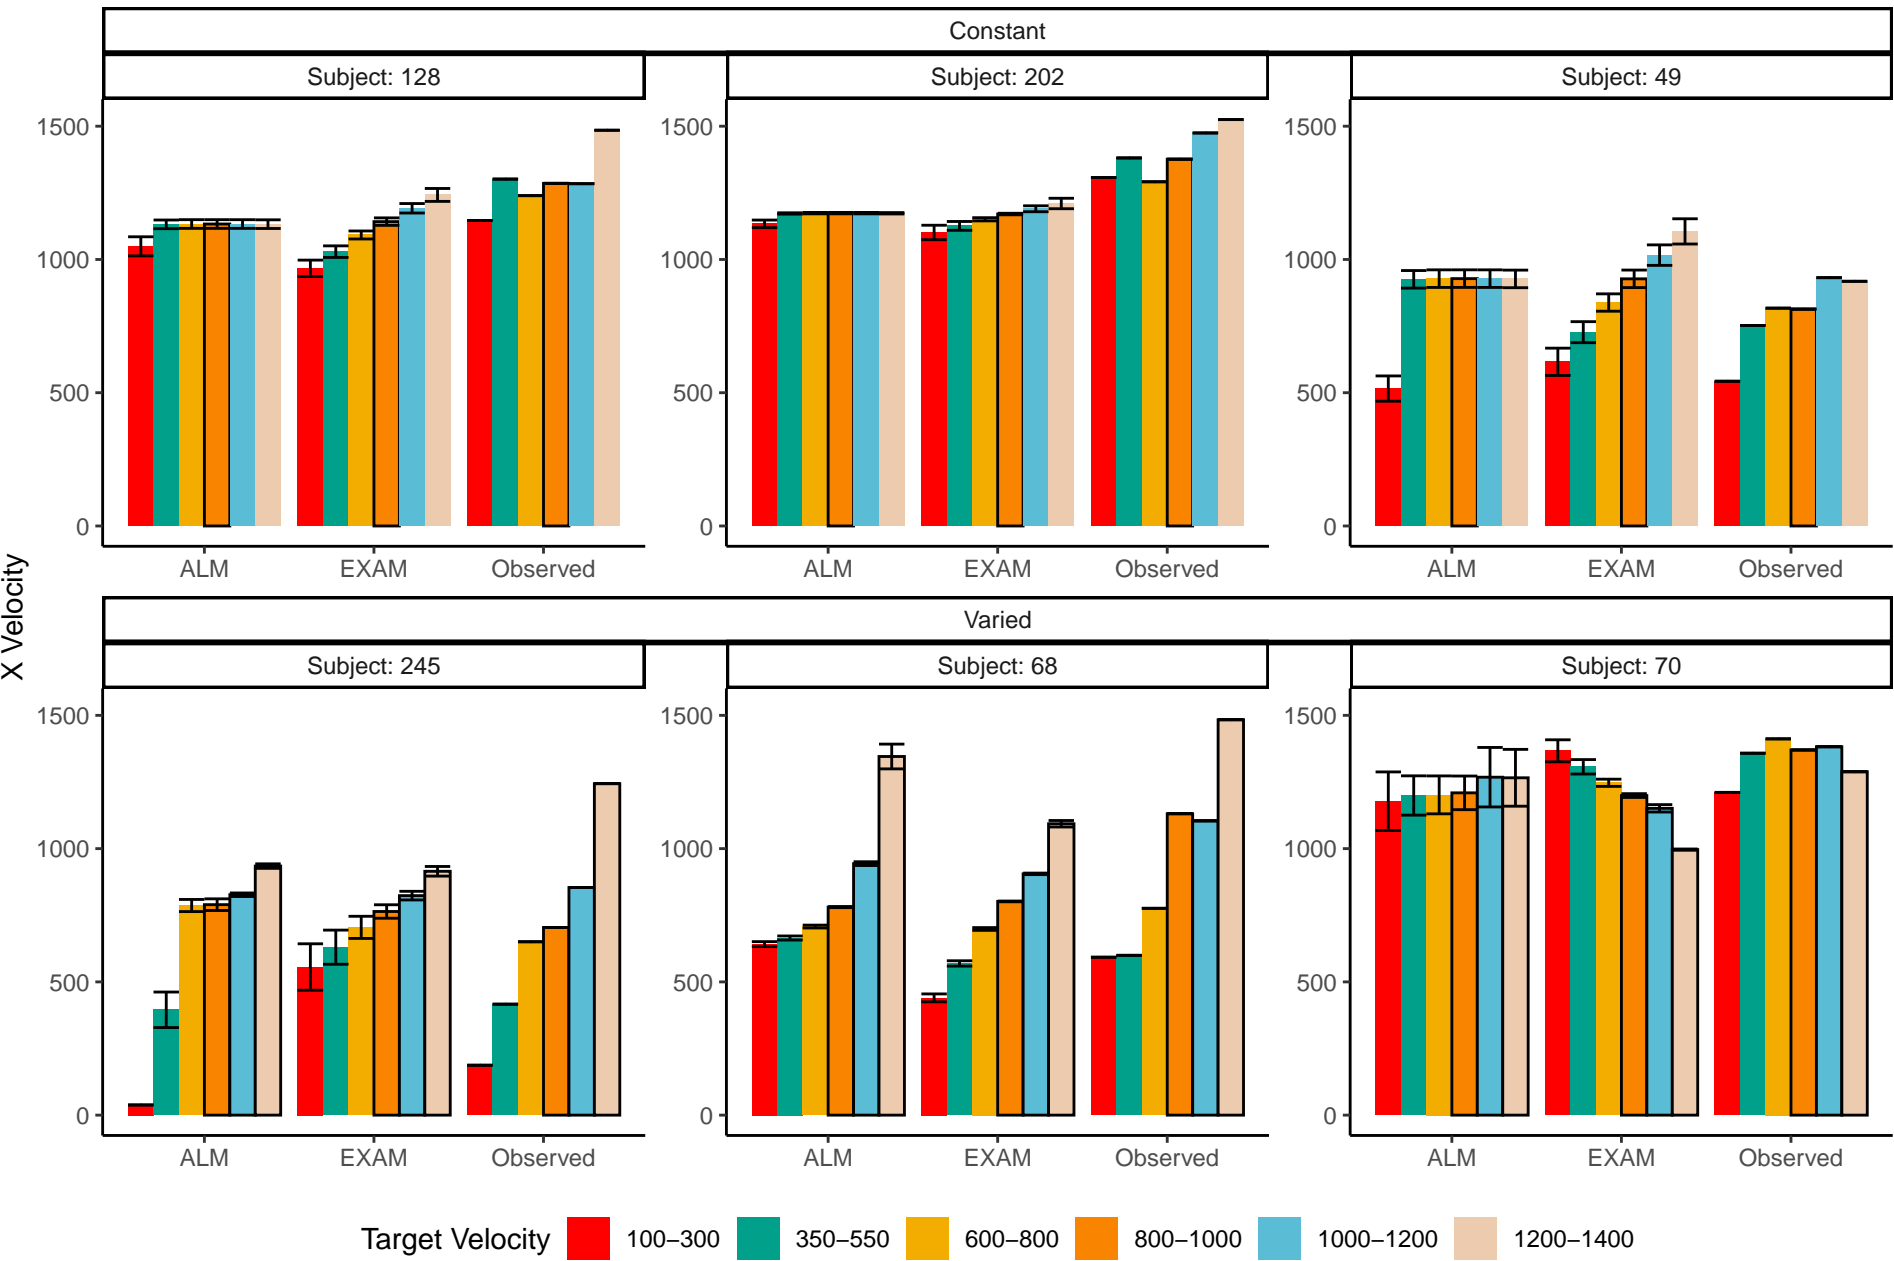 Constant
Subject: 128
Subject: 202
Subject: 49
1500
1000
500
0
ALM
EXAM
Observed
1500
1000
500
0
ALM
EXAM
Observed
1500
1000
500
0
ALM
EXAM
Observed
X Velocity
Varied
Subject: 245
Subject: 68
Subject: 70
1500
1000
500
0
ALM
EXAM
Observed
1500
1000
500
0
ALM
EXAM
Observed
1500
1000
500
0
ALM
EXAM
Observed
Target Velocity 100−300 350−550 600−800 800−1000 1000−1200 1200−1400